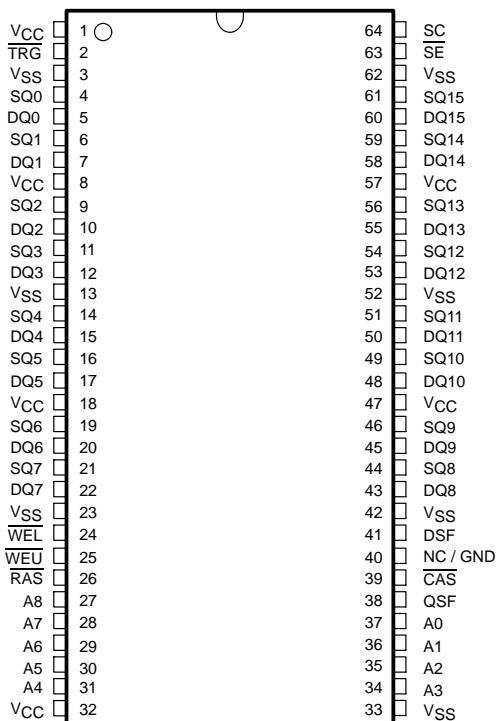 VCC 1 64 SC
TRG 2 63 SE
VSS 3 62 VSS
SQ0 4 61 SQ15
DQ0 5 60 DQ15
SQ1 6 59 SQ14
DQ1 7 58 DQ14
VCC 8 57 VCC
SQ2 9 56 SQ13
DQ2 10 55 DQ13
SQ3 11 54 SQ12
DQ3 12 53 DQ12
VSS 13 52 VSS
SQ4 14 51 SQ11
DQ4 15 50 DQ11
SQ5 16 49 SQ10
DQ5 17 48 DQ10
VCC 18 47 VCC
SQ6 19 46 SQ9
DQ6 20 45 DQ9
SQ7 21 44 SQ8
DQ7 22 43 DQ8
VSS 23 42 VSS
WEL 24 41 DSF
WEU 25 40 NC / GND
RAS 26 39 CAS
A8 27 38 QSF
A7 28 37 A0
A6 29 36 A1
A5 30 35 A2
A4 31 34 A3
VCC 32 33 VSS